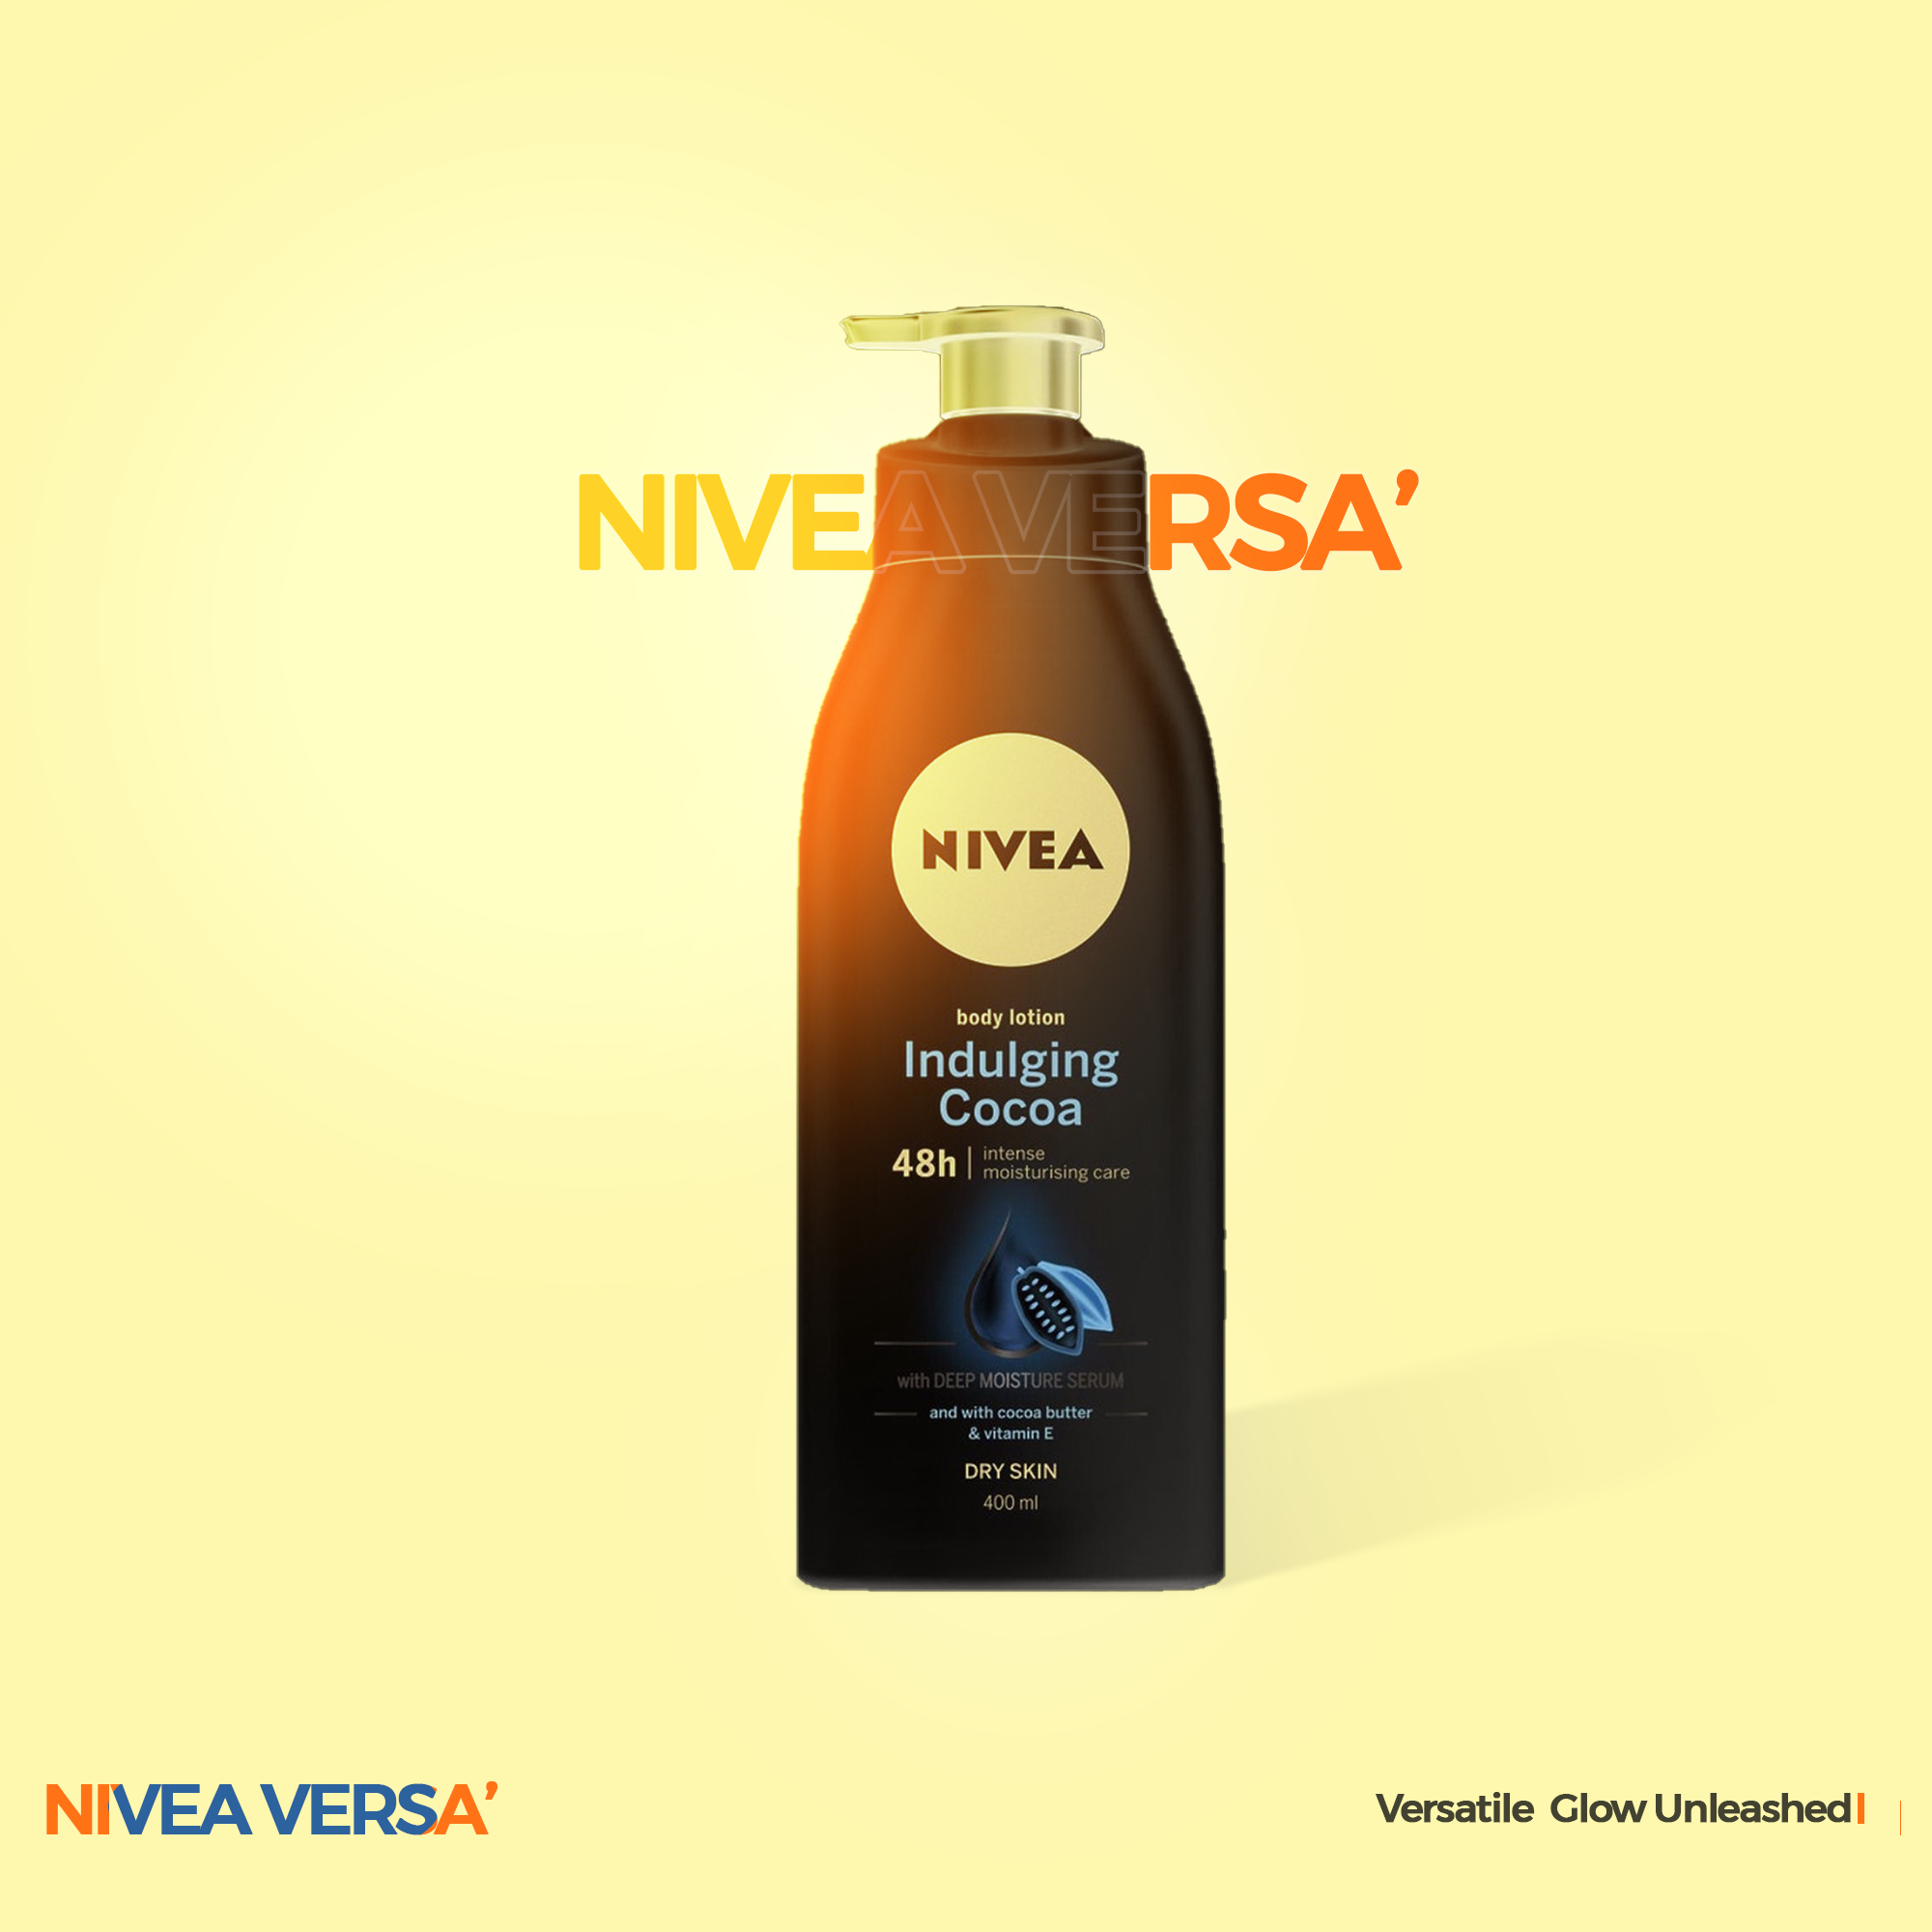 NIVEA VERSA’
NIVEA
body lotion
Indulging
Cocoa
48h | intense
moisturising care
with DEEP MOISTURE SERUM
and with cocoa butter
& vitamin E
DRY SKIN
400 ml
NIVEA VERSA’
Versatile Glow Unleashed